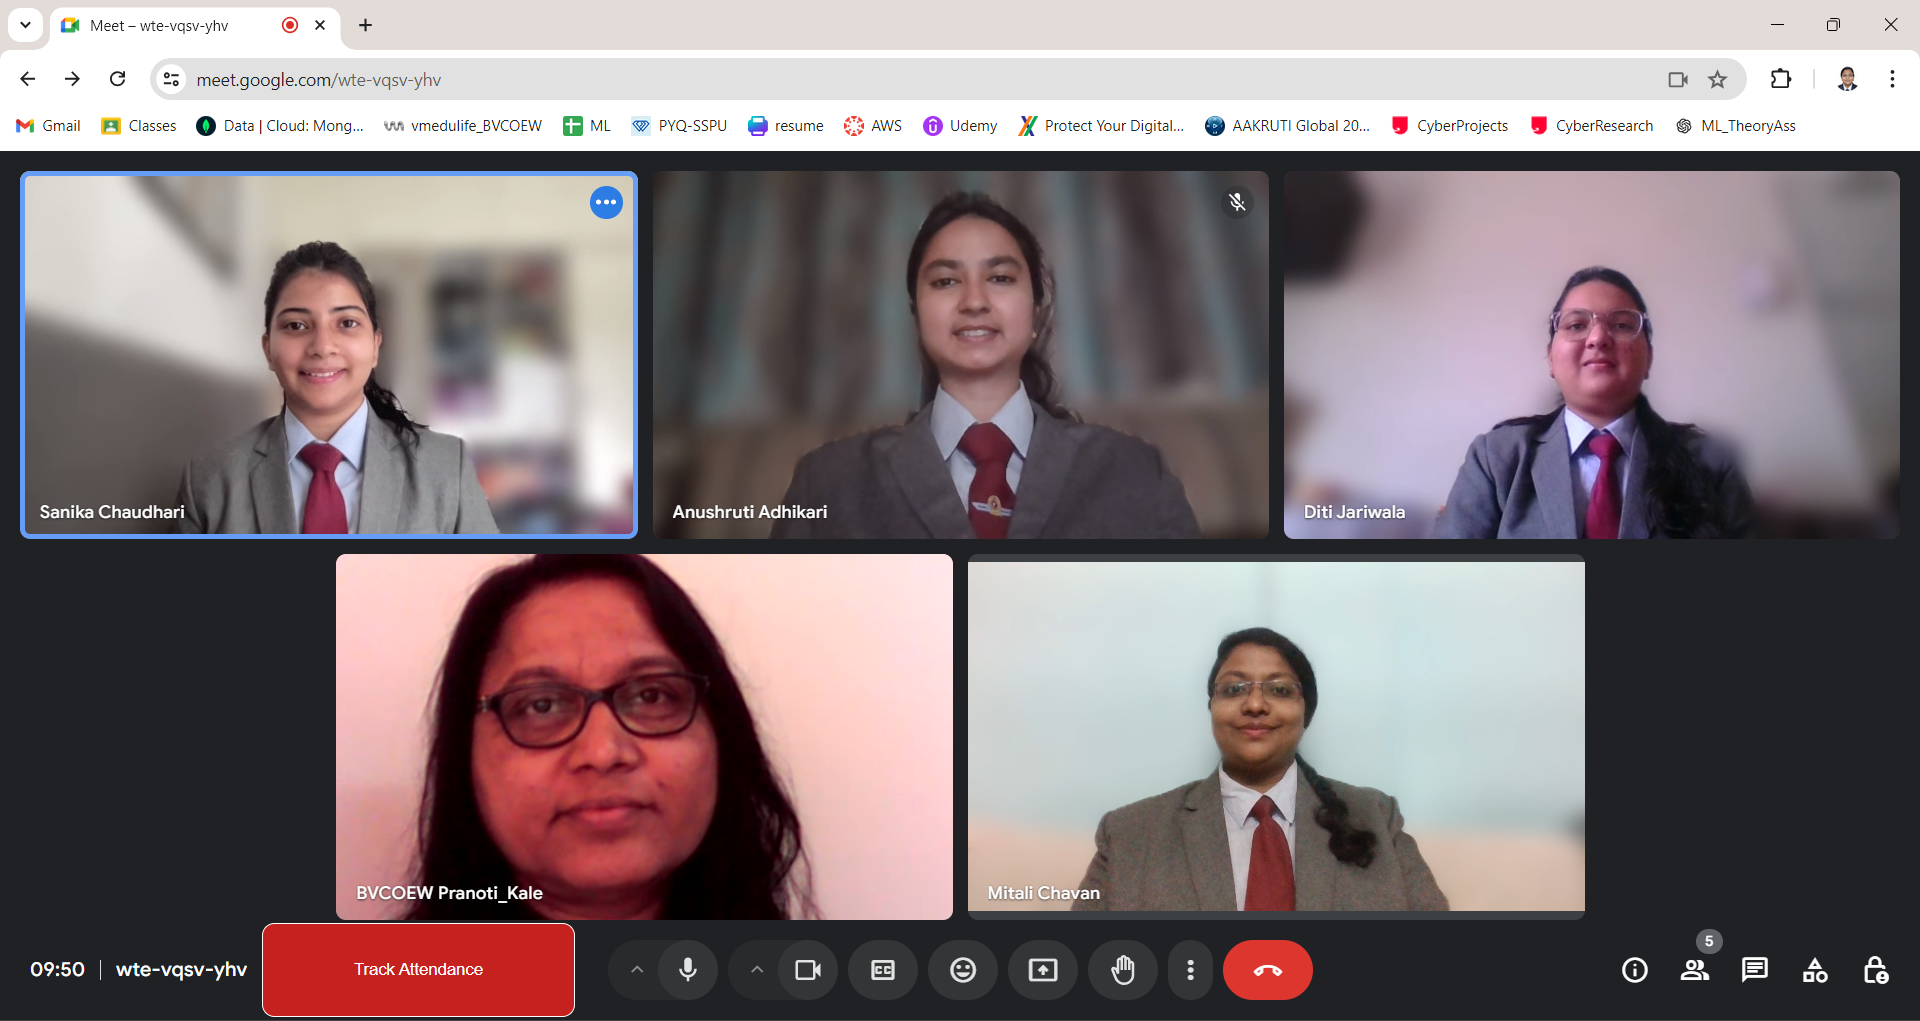 Meet – wte-vqsv-yhv
meet.google.com/wte-vqsv-yhv
Gmail Classes Data | Cloud: Mong... vmedulife_BVCOEW ML PYQ-SSPU resume AWS Udemy Protect Your Digital... AAKRUTI Global 20... CyberProjects CyberResearch ML_TheoryAss
Sanika Chaudhari Anushruti Adhikari Diti Jariwala
BVCOEW Pranoti_Kale Mitali Chavan
5
09:50 | wte-vqsv-yhv Track Attendance CC